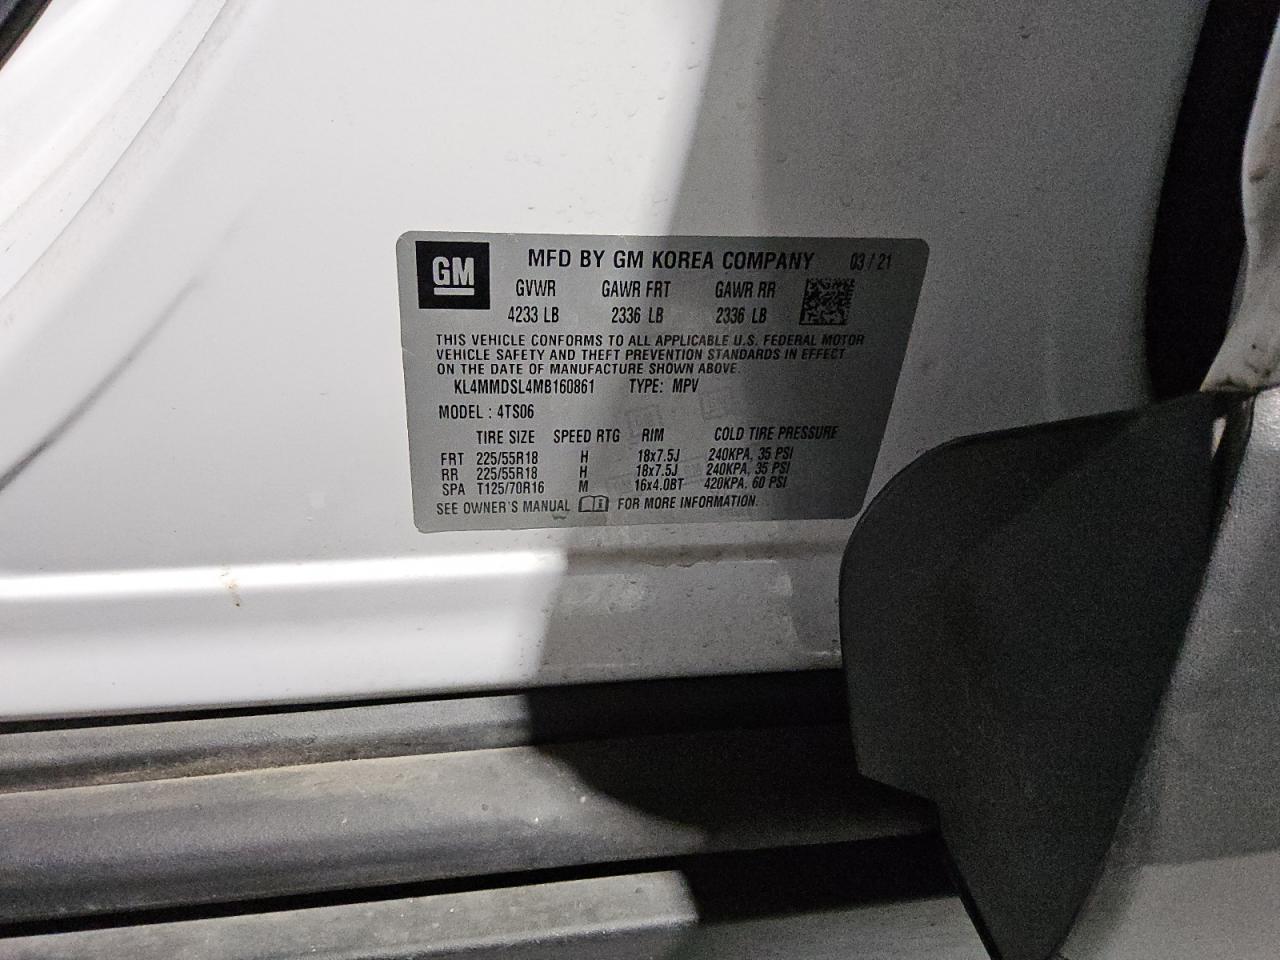 GM MFD BY GM KOREA COMPANY 03/21
GVWR GAWR FRT GAWR RR
4233 LB 2336 LB 2336 LB
THIS VEHICLE CONFORMS TO ALL APPLICABLE U.S. FEDERAL MOTOR
VEHICLE SAFETY AND THEFT PREVENTION STANDARDS IN EFFECT
ON THE DATE OF MANUFACTURE SHOWN ABOVE.
KL4MMDSL4MB160861 TYPE: MPV
MODEL : 4TS06
TIRE SIZE SPEED RTG RIM COLD TIRE PRESSURE
FRT 225/55R18 H 18x7.5J 240KPA, 35 PSI
RR 225/55R18 H 18x7.5J 240KPA, 35 PSI
SPA T125/70R16 M 16x4.0BT 420KPA, 60 PSI
SEE OWNER'S MANUAL FOR MORE INFORMATION.